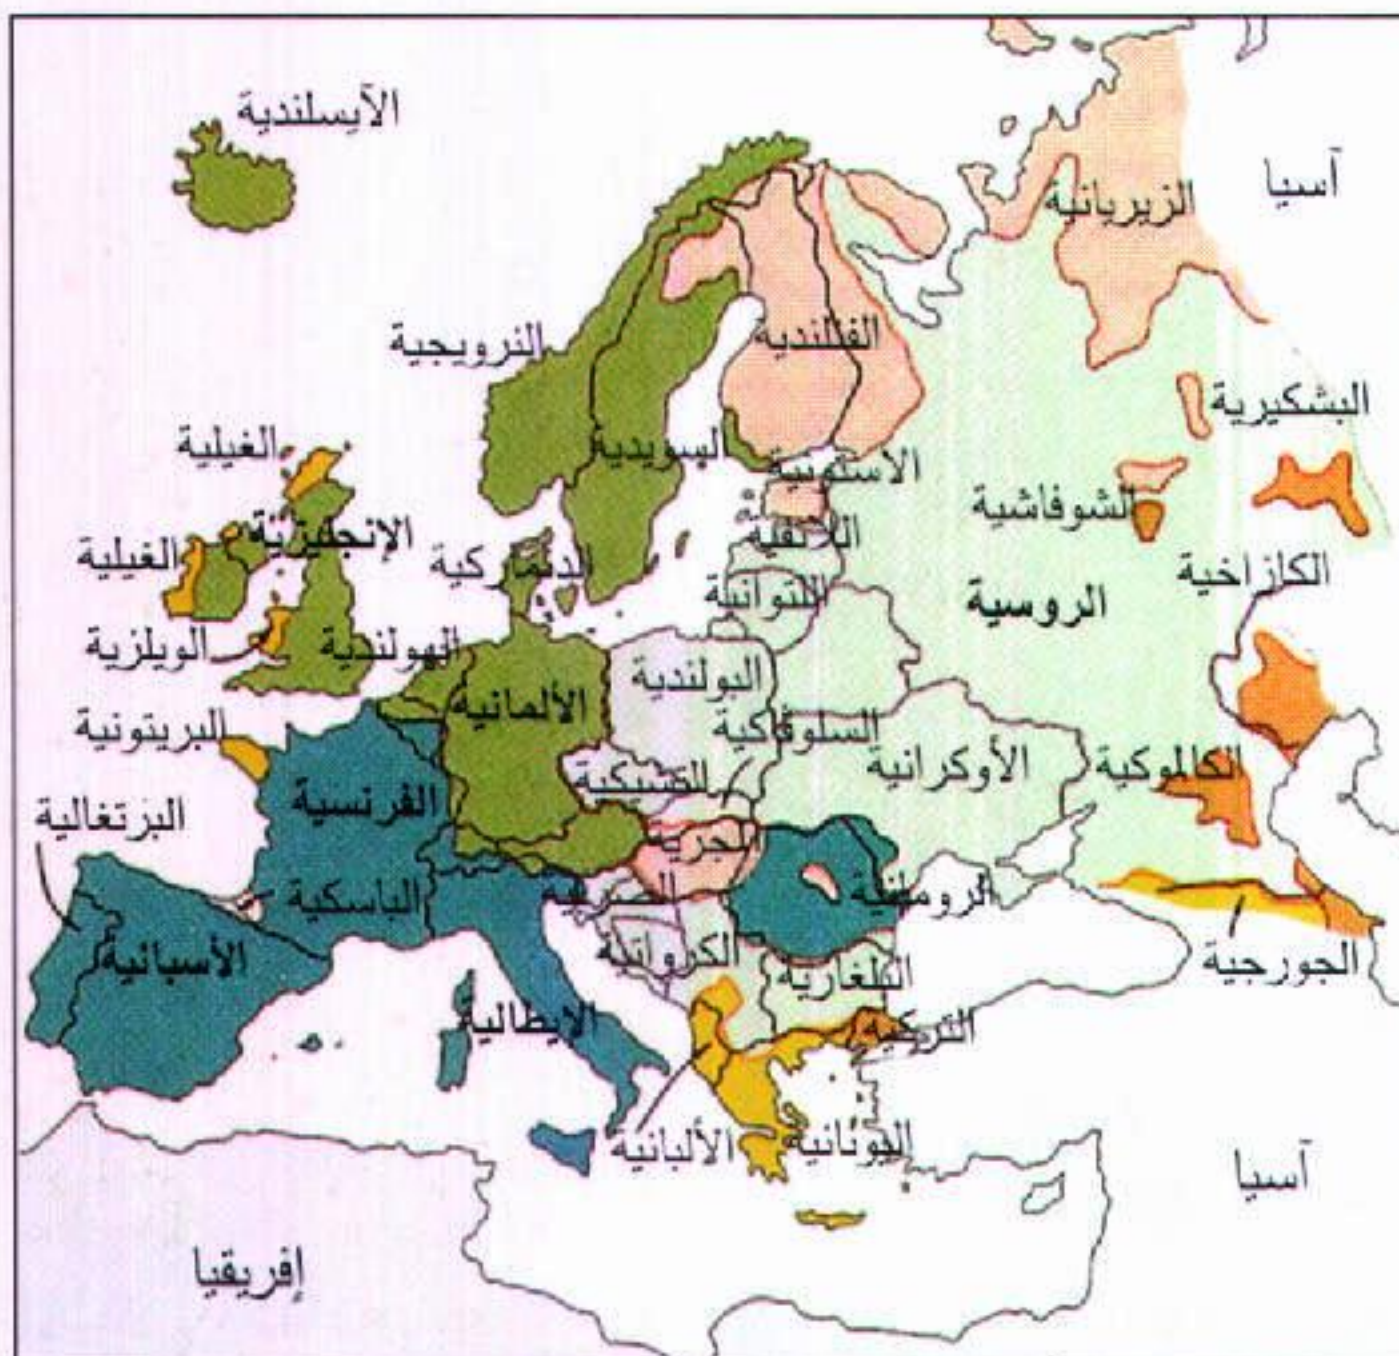 الآيسلندية
آسيا
الزيريانية
النرويجية
الفنلندية
البشكيرية
الغيلية
السويدية
الاستونية
الشوفاشية
الإنجليزية
اللاتفية
الغيلية
الدنماركية
الكازاخية
اللتوانية
الروسية
الويلزية
الهولندية
البولندية
الألمانية
البريتونية
السلوفاكية
الأوكرانية
الكالموكية
التشيكية
الفرنسية
البرتغالية
المجرية
الباسكية
الصربية
الرومانية
الأسبانية
الكرواتية
البلغارية
الجورجية
الإيطالية
التركية
الألبانية
اليونانية
آسيا
إفريقيا